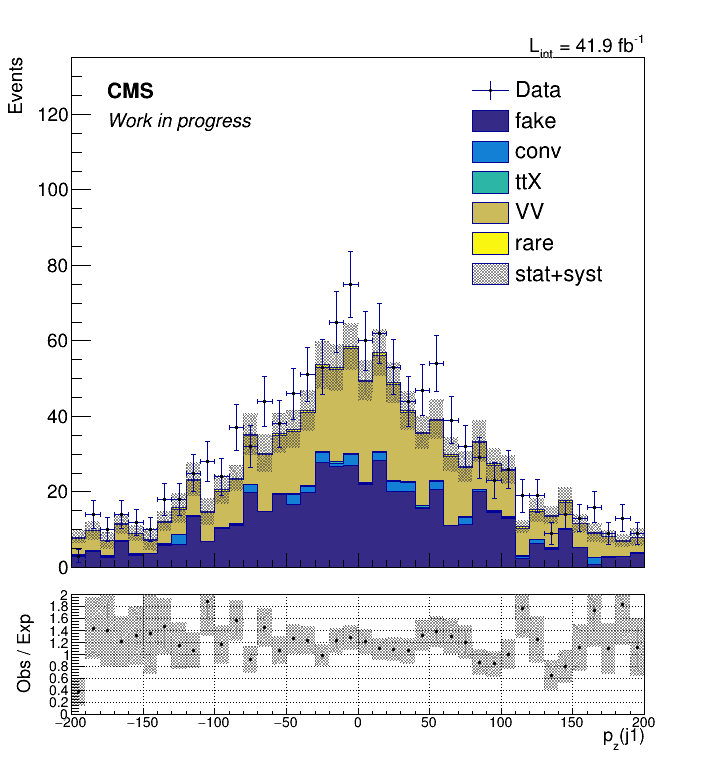 L_int = 41.9 fb^-1
Events
CMS
Work in progress
Data
fake
conv
ttX
VV
rare
stat+syst
120
100
80
60
40
20
0
Obs / Exp
2
1.8
1.6
1.4
1.2
1
0.8
0.6
0.4
0.2
0
−200 −150 −100 −50 0 50 100 150 200
p_z(j1)